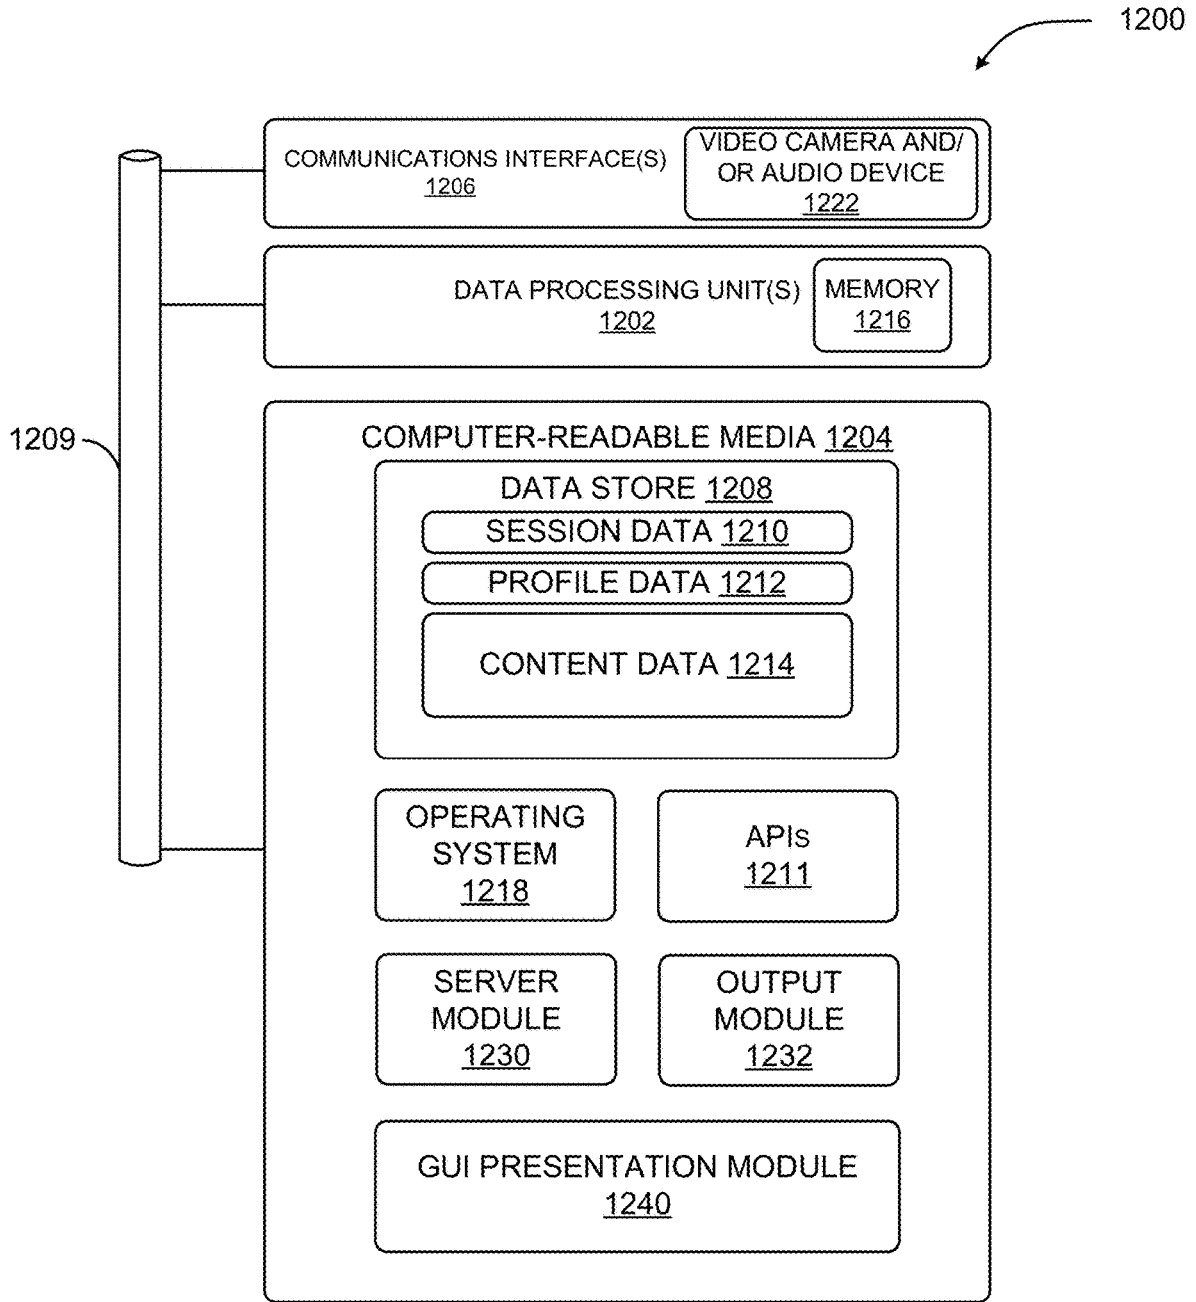 1200
COMMUNICATIONS INTERFACE(S)
1206
VIDEO CAMERA AND/
OR AUDIO DEVICE
1222
DATA PROCESSING UNIT(S)
1202
MEMORY
1216
1209
COMPUTER-READABLE MEDIA 1204
DATA STORE 1208
SESSION DATA 1210
PROFILE DATA 1212
CONTENT DATA 1214
OPERATING
SYSTEM
1218
APIs
1211
SERVER
MODULE
1230
OUTPUT
MODULE
1232
GUI PRESENTATION MODULE
1240